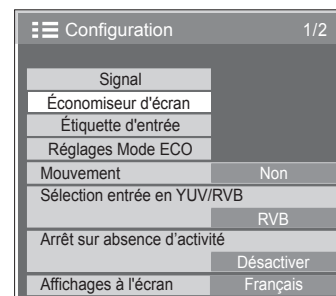 Configuration 1/2
Signal
Économiseur d'écran
Étiquette d'entrée
Réglages Mode ECO
Mouvement Non
Sélection entrée en YUV/RVB
RVB
Arrêt sur absence d'activité
Désactiver
Affichages à l'écran Français